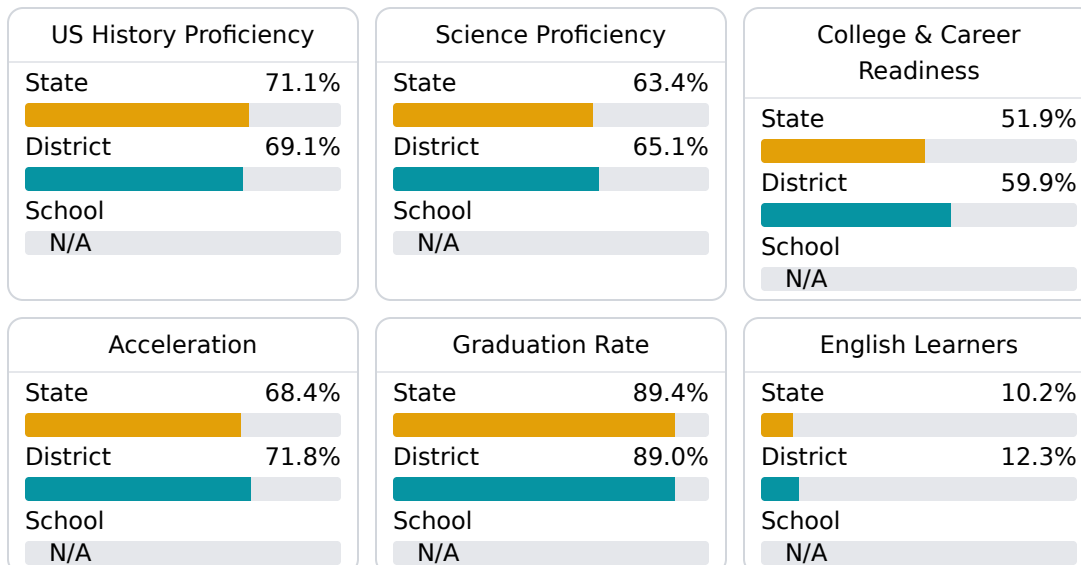 US History Proficiency
State 71.1%
District 69.1%
School
N/A
Science Proficiency
State 63.4%
District 65.1%
School
N/A
College & Career
Readiness
State 51.9%
District 59.9%
School
N/A
Acceleration
State 68.4%
District 71.8%
School
N/A
Graduation Rate
State 89.4%
District 89.0%
School
N/A
English Learners
State 10.2%
District 12.3%
School
N/A